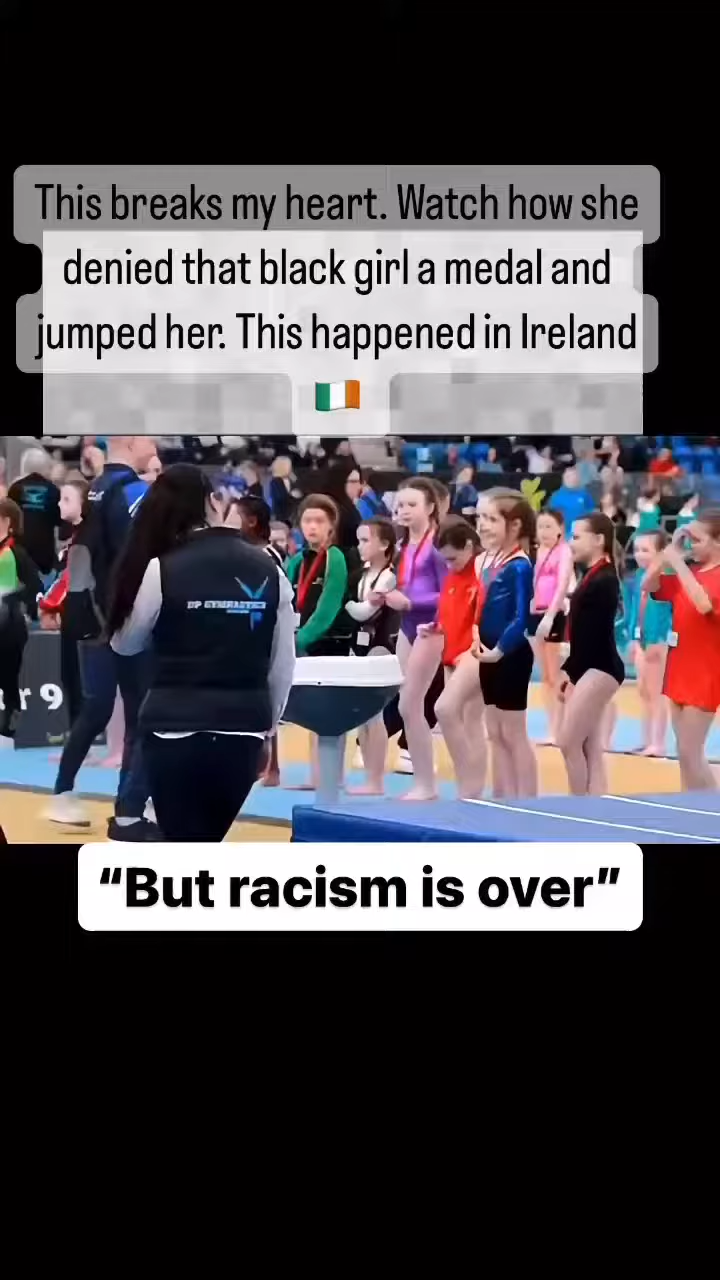 This breaks my heart. Watch how she
denied that black girl a medal and
jumped her. This happened in Ireland
🇮🇪
r 9
“But racism is over”